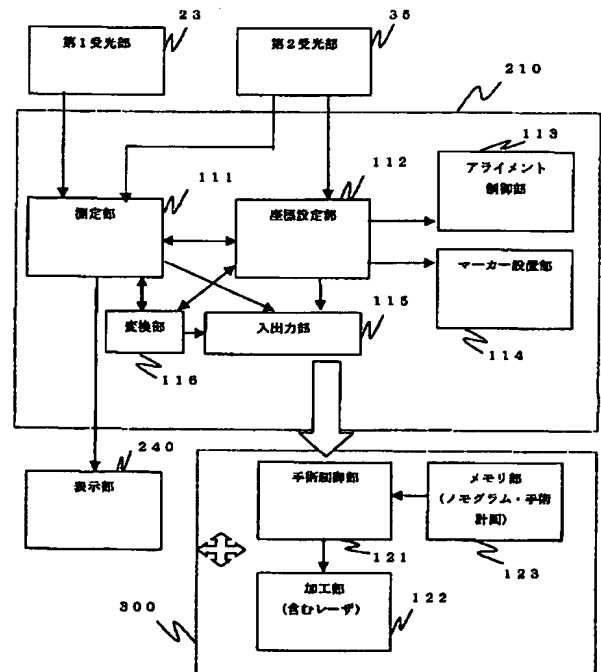 23
35
第1受光部
第2受光部
210
113
アライメント
制御部
111
112
測定部
座標設定部
マーカー設置部
115
変換部
入出力部
116
114
240
表示部
手術制御部
メモリ部
(ノモグラム・手術
計画)
121
123
300
加工部
(含むレーザ)
122